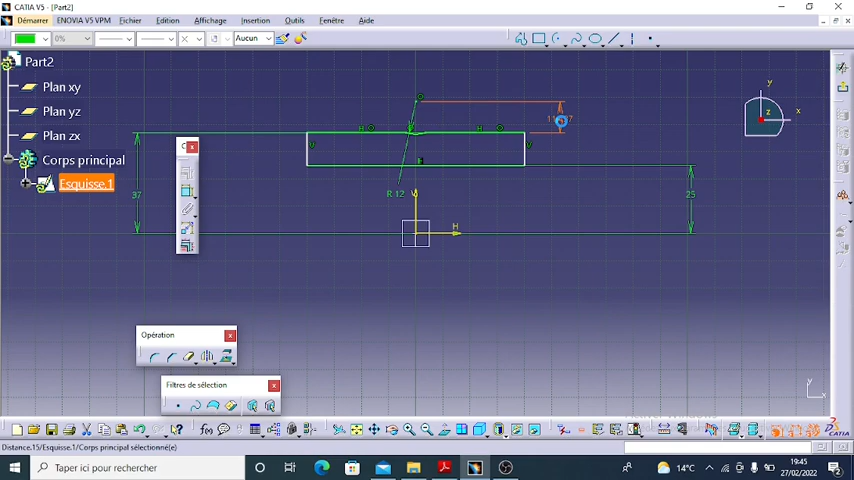 CATIA V5 - [Part2]
Démarrer
ENOVIA V5 VPM
Fichier
Edition
Affichage
Insertion
Outils
Fenêtre
Aide
0%
Aucun
Part2
Plan xy
Plan yz
Plan zx
Corps principal
Esquisse.1
y
x
z
H
H
V
V
H
R 12
37
25
V
H
Opération
Filtres de sélection
y
x
Distance.15/Esquisse.1/Corps principal sélectionné(e)
Taper ici pour rechercher
14°C
19:45
27/02/2022
2